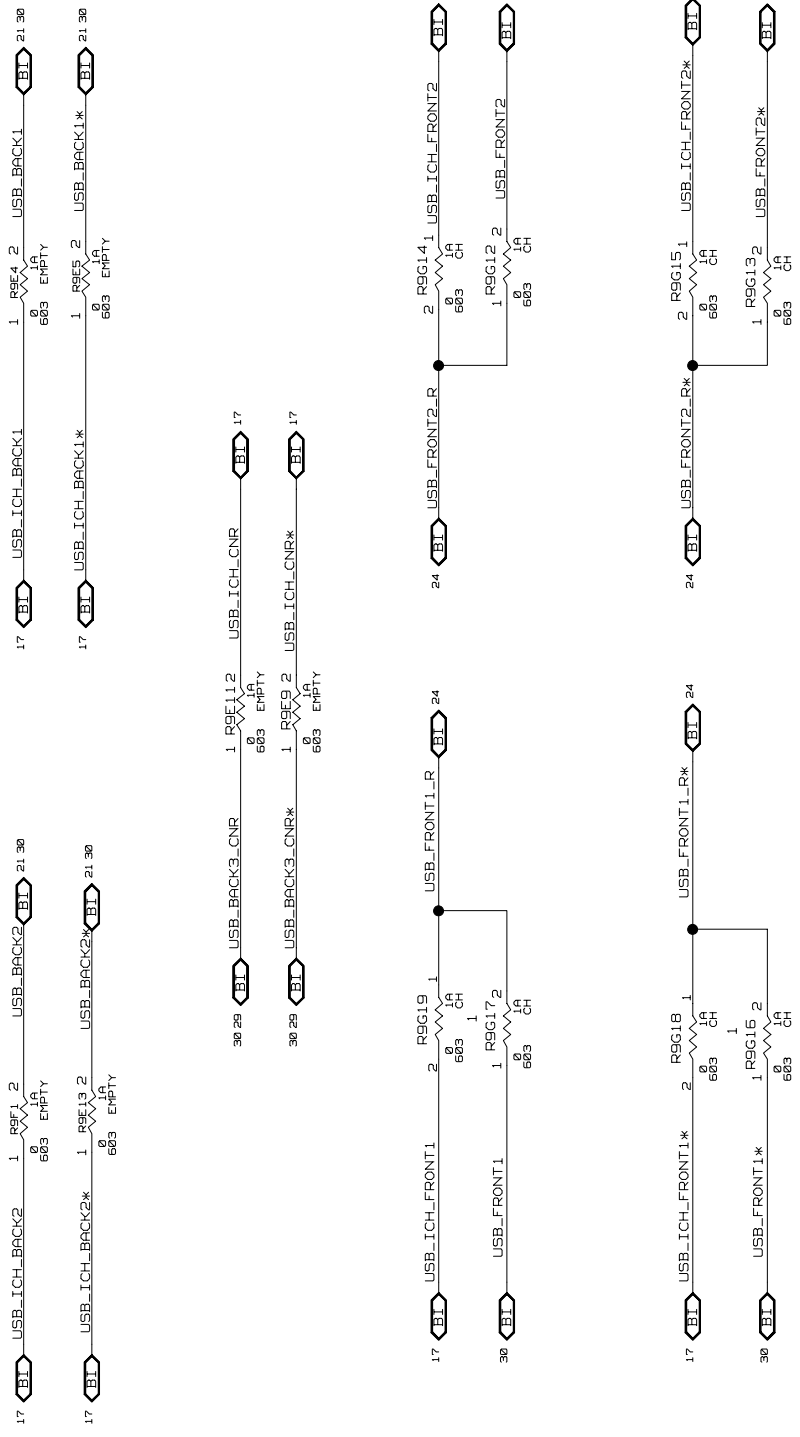 21 30
BI
USB_BACK1
R9E4
1
2
0
603
1A
EMPTY
USB_ICH_BACK1
BI
17
21 30
BI
USB_BACK1*
R9E5
1
2
0
603
1A
EMPTY
USB_ICH_BACK1*
BI
17
17
BI
USB_ICH_CNR
R9E11
1
2
0
603
1A
EMPTY
USB_BACK3_CNR
BI
30 29
17
BI
USB_ICH_CNR*
R9E9
1
2
0
603
1A
EMPTY
USB_BACK3_CNR*
BI
30 29
BI
USB_ICH_FRONT2
R9G14
1
2
0
603
1A
CH
USB_FRONT2_R
BI
24
BI
USB_FRONT2
R9G12
1
2
0
603
1A
CH
BI
USB_ICH_FRONT2*
R9G15
1
2
0
603
1A
CH
USB_FRONT2_R*
BI
24
BI
USB_FRONT2*
R9G13
1
2
0
603
1A
CH
21 30
BI
USB_BACK2
R9F1
1
2
0
603
1A
EMPTY
USB_ICH_BACK2
BI
17
21 30
BI
USB_BACK2*
R9E13
1
2
0
603
1A
EMPTY
USB_ICH_BACK2*
BI
17
24
BI
USB_FRONT1_R
R9G19
1
2
0
603
1A
CH
USB_ICH_FRONT1
BI
17
1
R9G17
1
2
0
603
1A
CH
USB_FRONT1
BI
30
24
BI
USB_FRONT1_R*
R9G18
1
2
0
603
1A
CH
USB_ICH_FRONT1*
BI
17
1
R9G16
1
2
0
603
1A
CH
USB_FRONT1*
BI
30